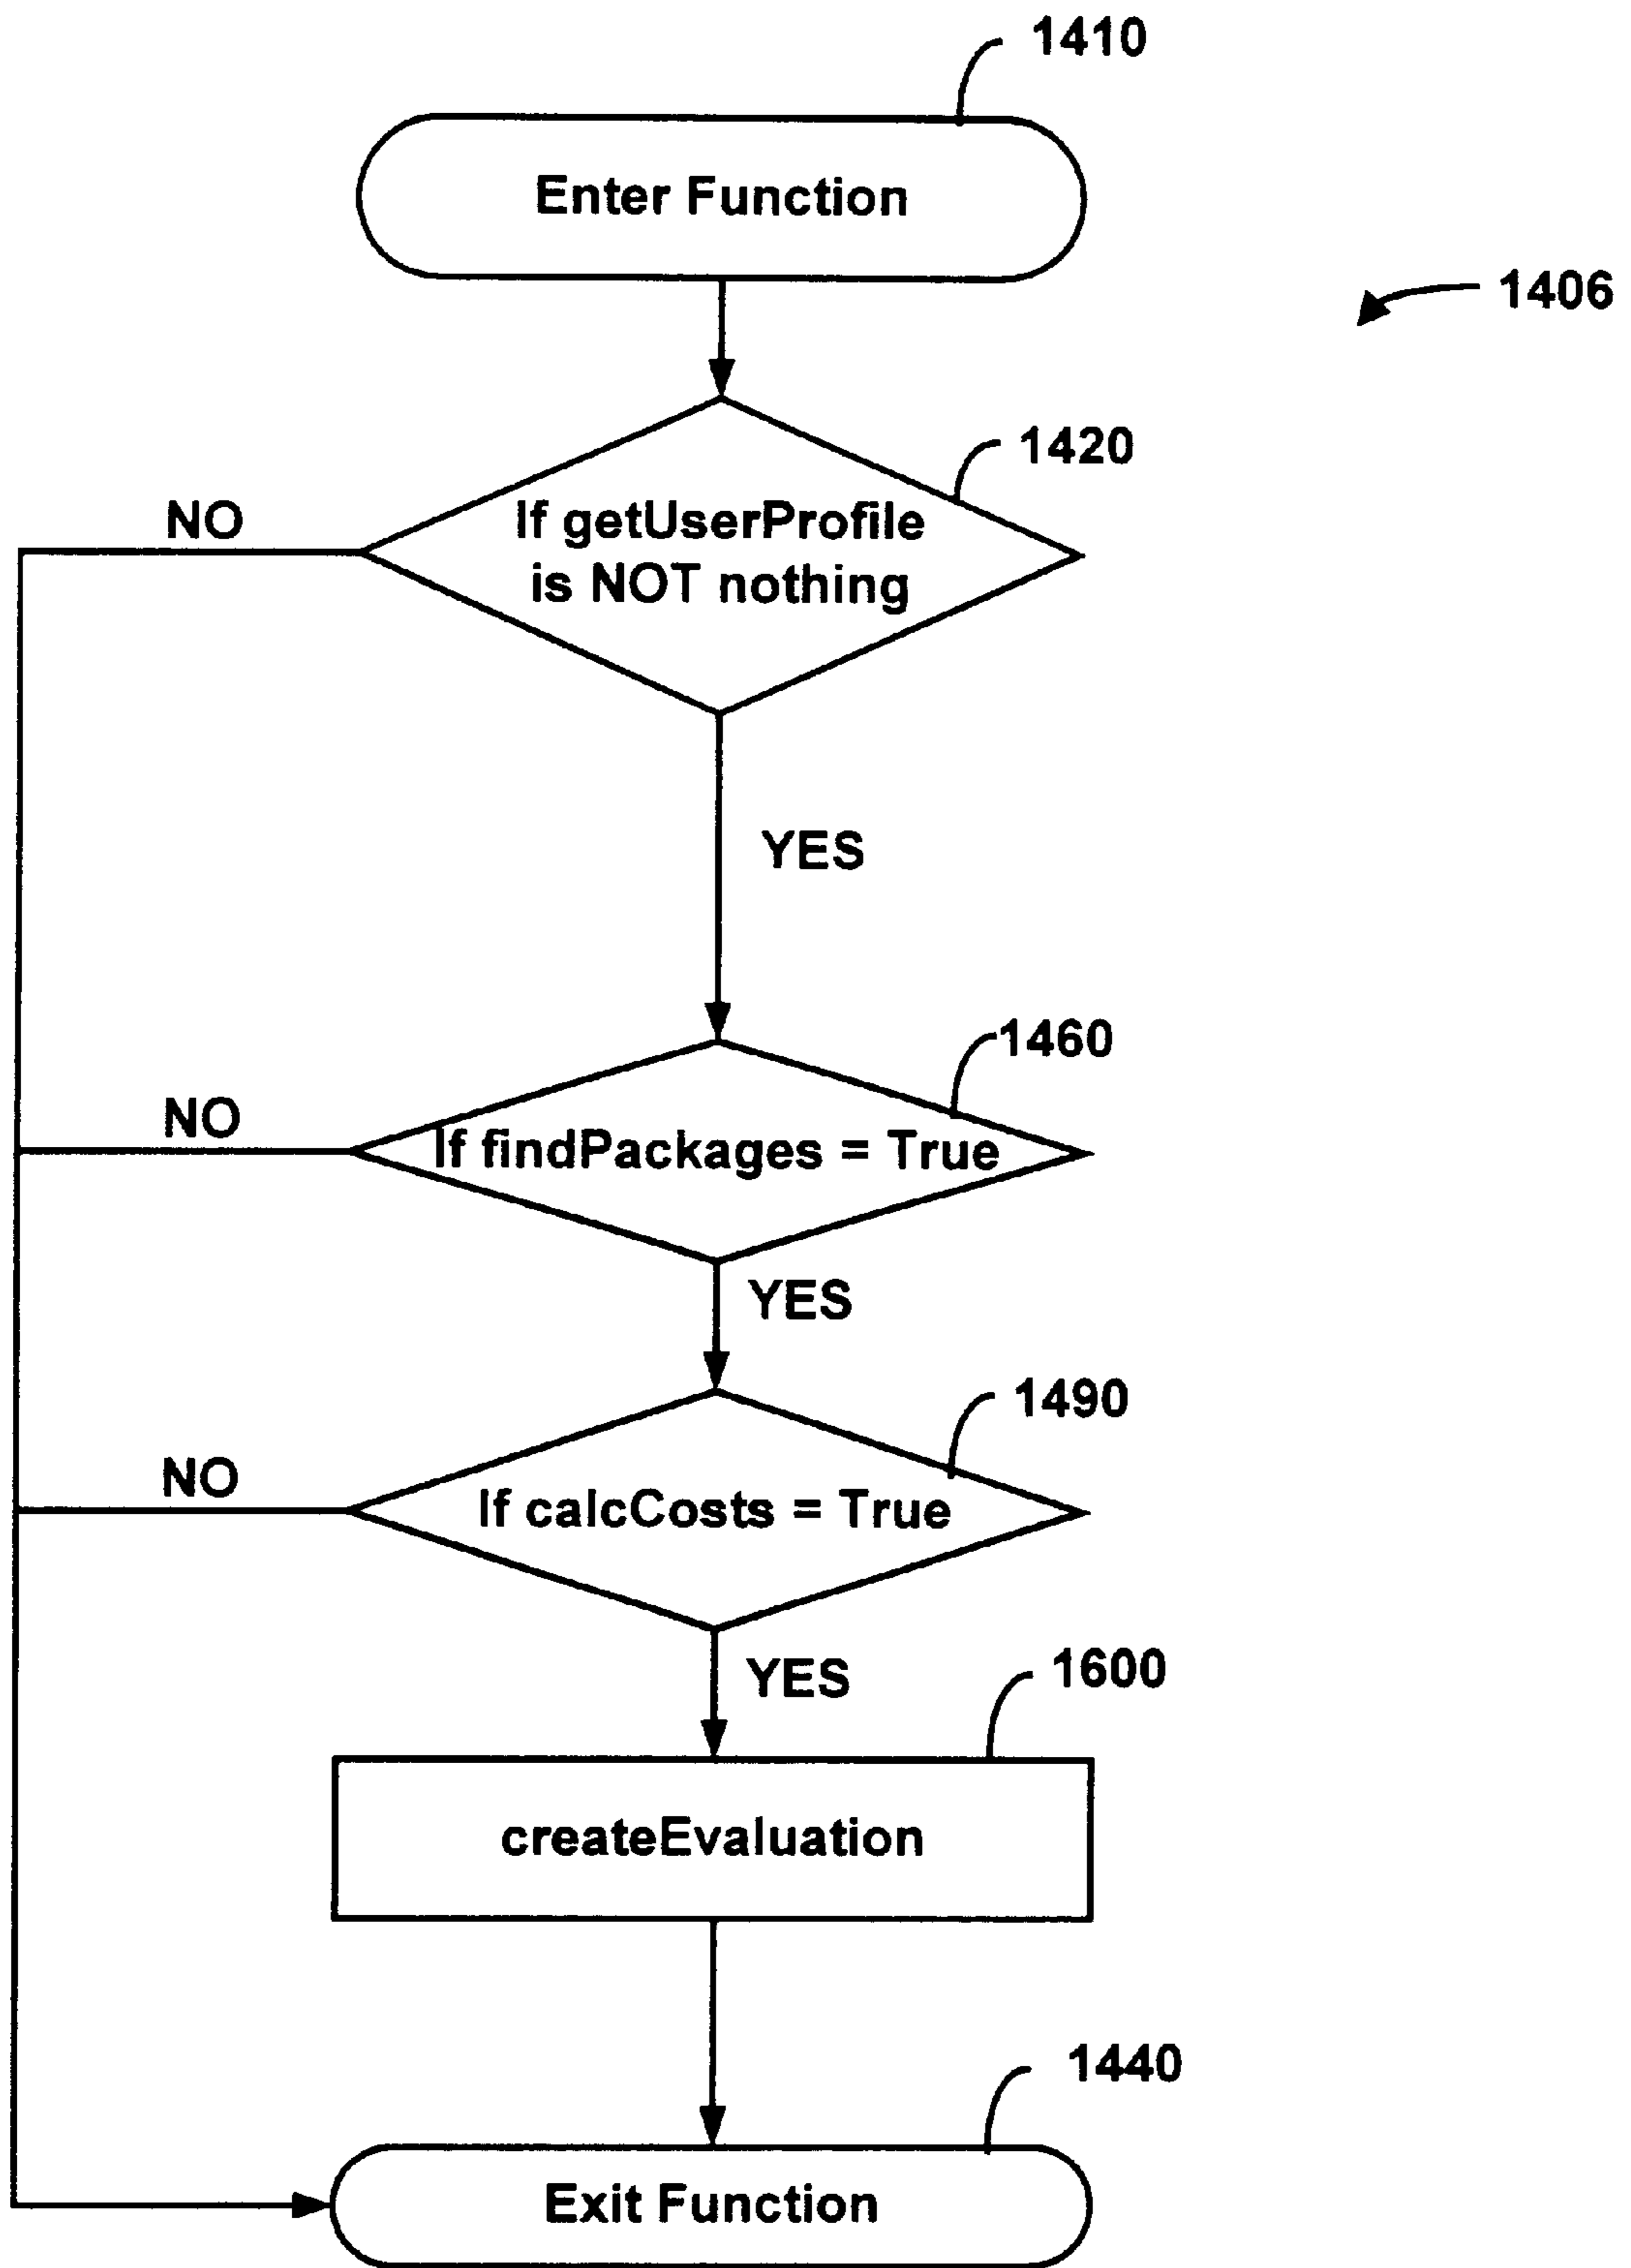 1410
Enter Function
1406
1420
NO
If getUserProfile
is NOT nothing
YES
1460
NO
If findPackages = True
YES
1490
NO
If calcCosts = True
YES
1600
createEvaluation
1440
Exit Function